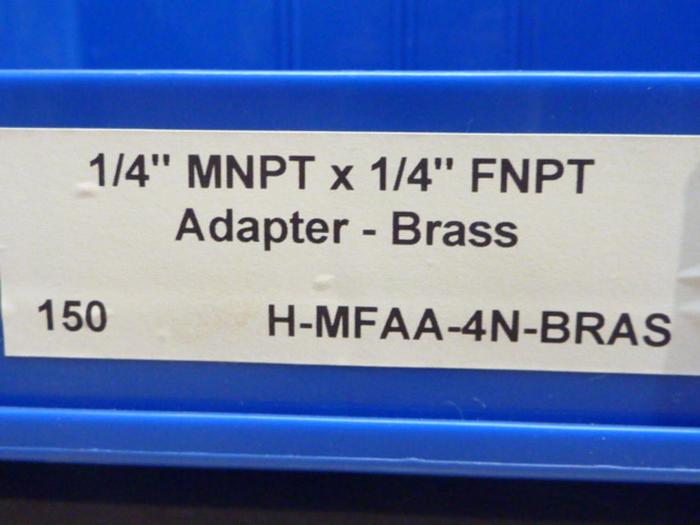 1/4" MNPT x 1/4" FNPT
Adapter - Brass
150 H-MFAA-4N-BRAS